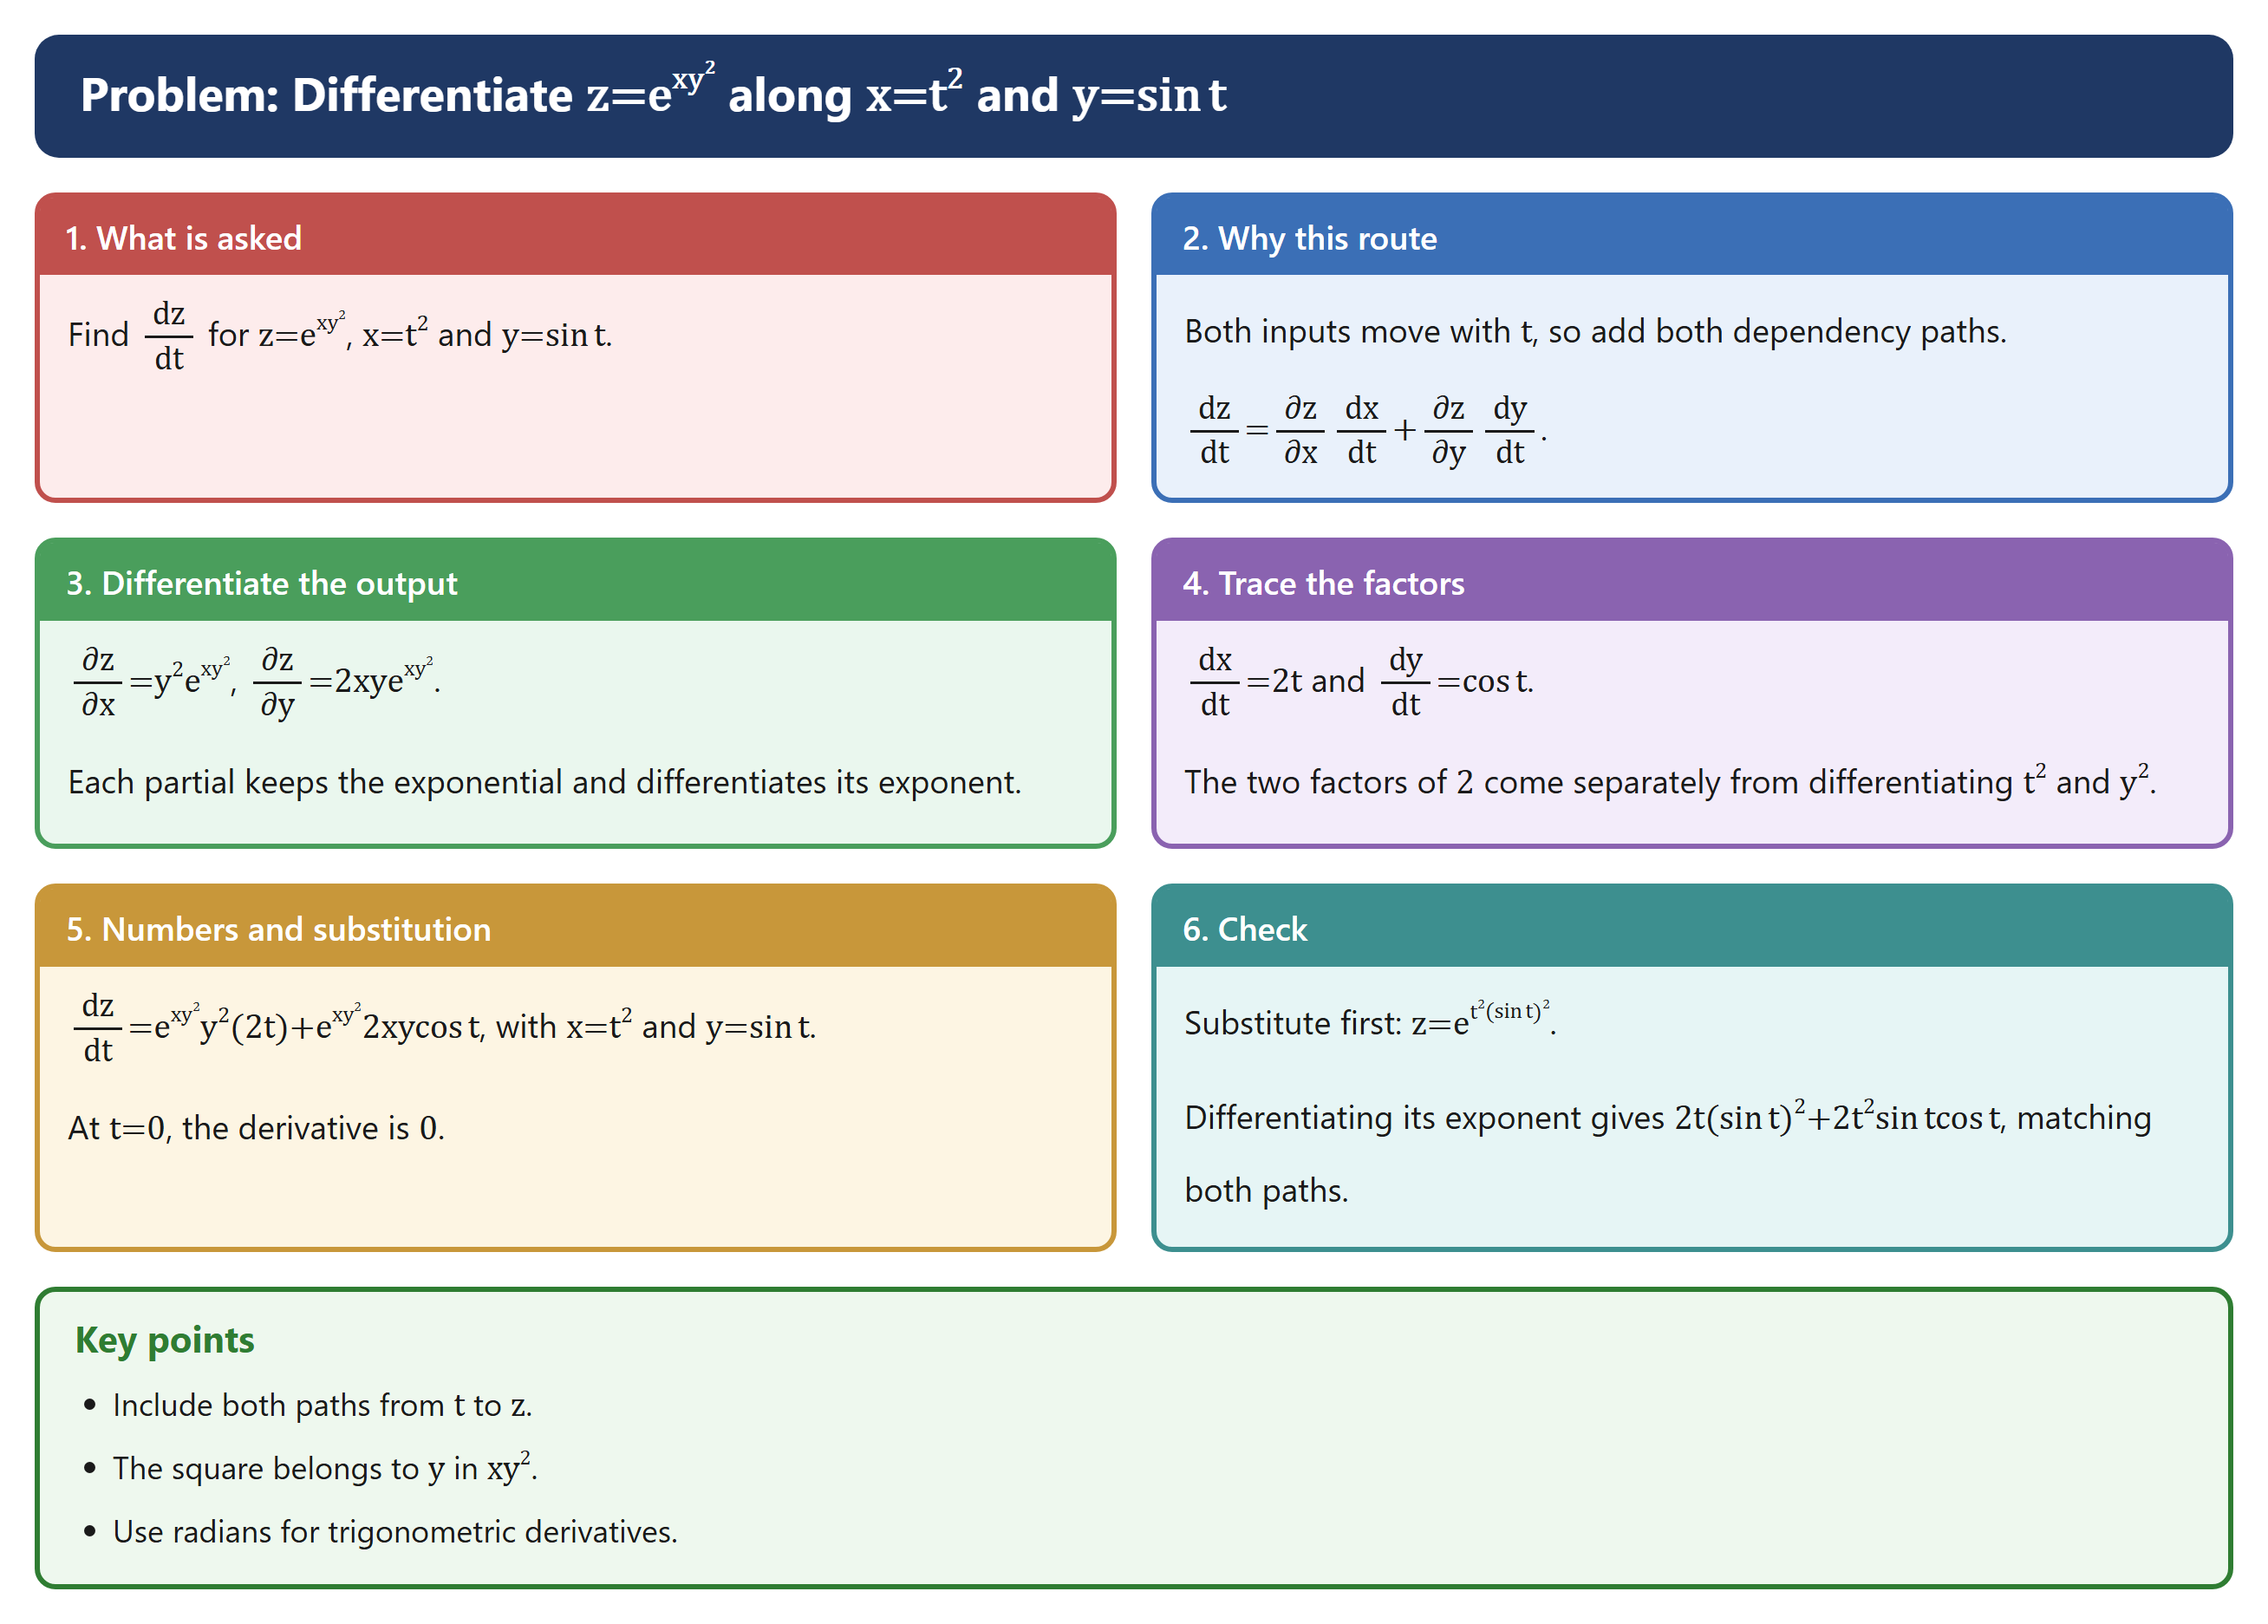 Problem: Differentiate z=e^{xy^2} along x=t^2 and y=sin t
1. What is asked
Find dz/dt for z=e^{xy^2}, x=t^2 and y=sin t.
2. Why this route
Both inputs move with t, so add both dependency paths.
dz/dt = ∂z/∂x dx/dt + ∂z/∂y dy/dt.
3. Differentiate the output
∂z/∂x =y^2e^{xy^2}, ∂z/∂y =2xye^{xy^2}.
Each partial keeps the exponential and differentiates its exponent.
4. Trace the factors
dx/dt =2t and dy/dt =cos t.
The two factors of 2 come separately from differentiating t^2 and y^2.
5. Numbers and substitution
dz/dt =e^{xy^2}y^2(2t)+e^{xy^2}2xycos t, with x=t^2 and y=sin t.
At t=0, the derivative is 0.
6. Check
Substitute first: z=e^{t^2(sin t)^2}.
Differentiating its exponent gives 2t(sin t)^2+2t^2sin tcos t, matching
both paths.
Key points
• Include both paths from t to z.
• The square belongs to y in xy^2.
• Use radians for trigonometric derivatives.